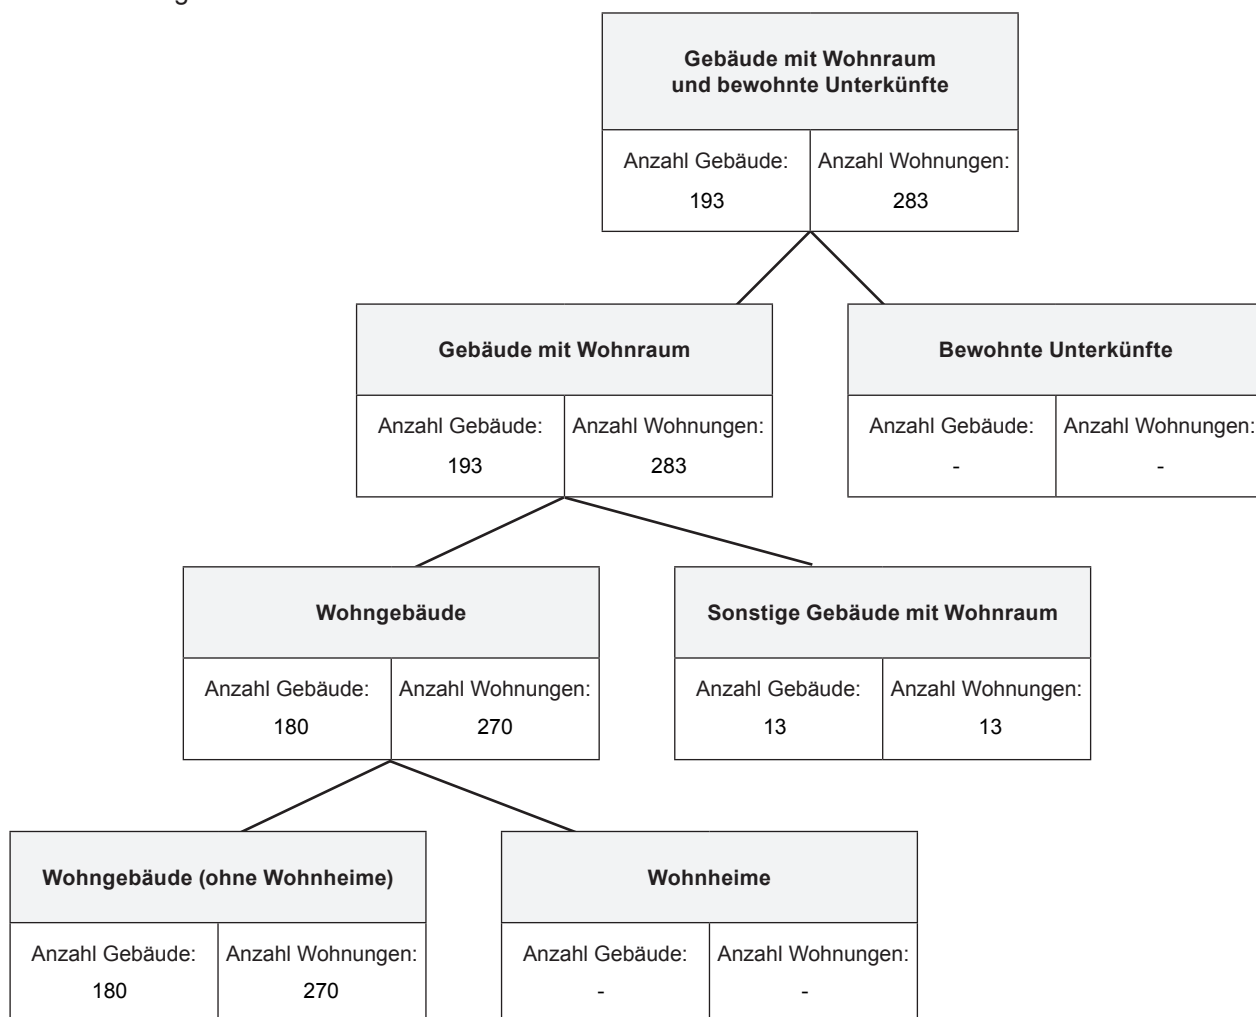 Gebäude mit Wohnraum
und bewohnte Unterkünfte
Anzahl Gebäude: Anzahl Wohnungen:
193 283
Gebäude mit Wohnraum
Anzahl Gebäude: Anzahl Wohnungen:
193 283
Bewohnte Unterkünfte
Anzahl Gebäude: Anzahl Wohnungen:
- -
Wohngebäude
Anzahl Gebäude: Anzahl Wohnungen:
180 270
Sonstige Gebäude mit Wohnraum
Anzahl Gebäude: Anzahl Wohnungen:
13 13
Wohngebäude (ohne Wohnheime)
Anzahl Gebäude: Anzahl Wohnungen:
180 270
Wohnheime
Anzahl Gebäude: Anzahl Wohnungen:
- -